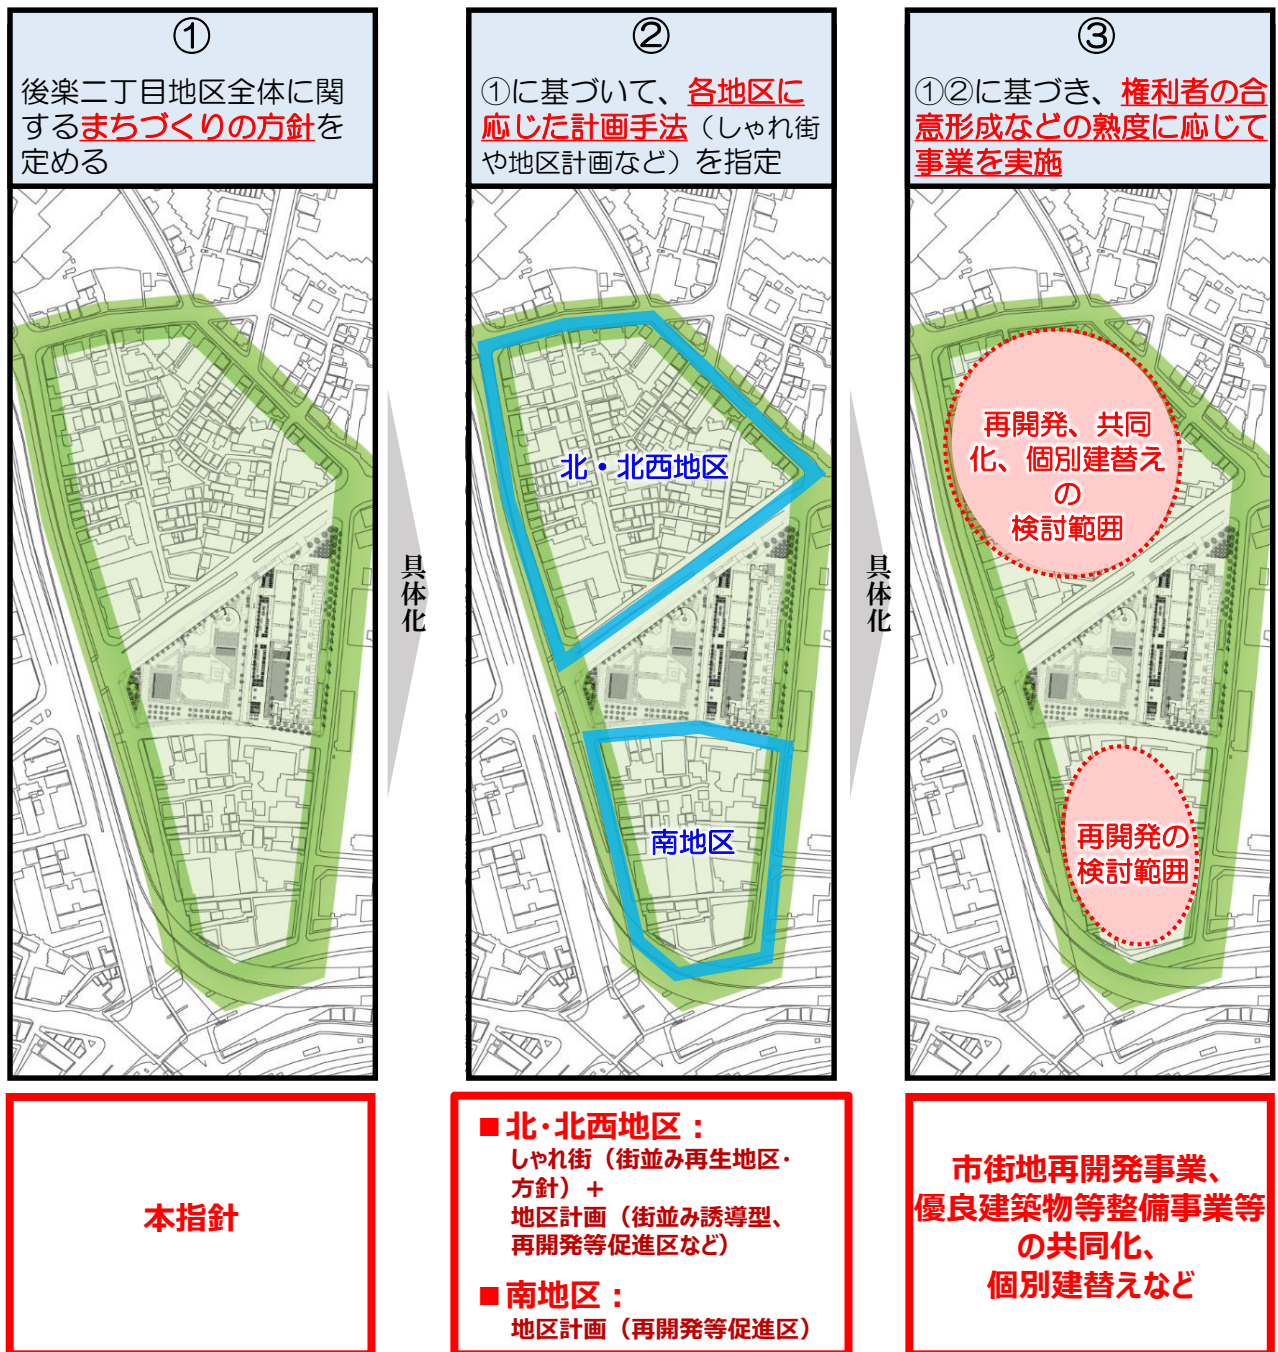 ①
後楽二丁目地区全体に関
するまちづくりの方針を
定める
②
①に基づいて、各地区に
応じた計画手法（しゃれ街
や地区計画など）を指定
③
①②に基づき、権利者の合
意形成などの熟度に応じて
事業を実施
具体化
北・北西地区
南地区
具体化
再開発、共同
化、個別建替え
の
検討範囲
再開発の
検討範囲
本指針
■北・北西地区：
しゃれ街（街並み再生地区・
方針）＋
地区計画（街並み誘導型、
再開発等促進区など）
■南地区：
地区計画（再開発等促進区）
市街地再開発事業、
優良建築物等整備事業等
の共同化、
個別建替えなど